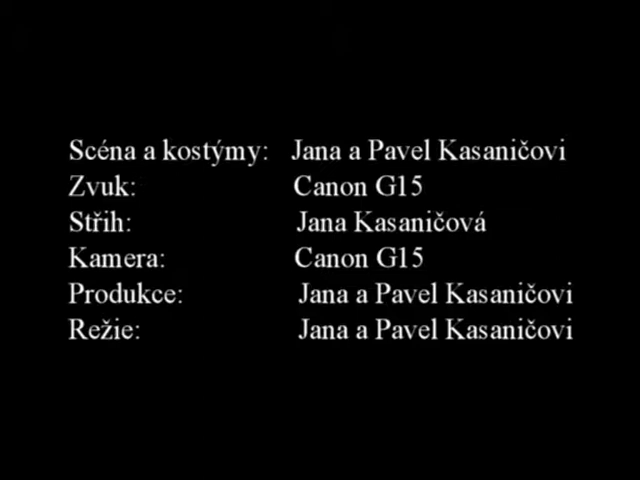 Scéna a kostýmy: Jana a Pavel Kasaničovi
Zvuk: Canon G15
Střih: Jana Kasaničová
Kamera: Canon G15
Produkce: Jana a Pavel Kasaničovi
Režie: Jana a Pavel Kasaničovi